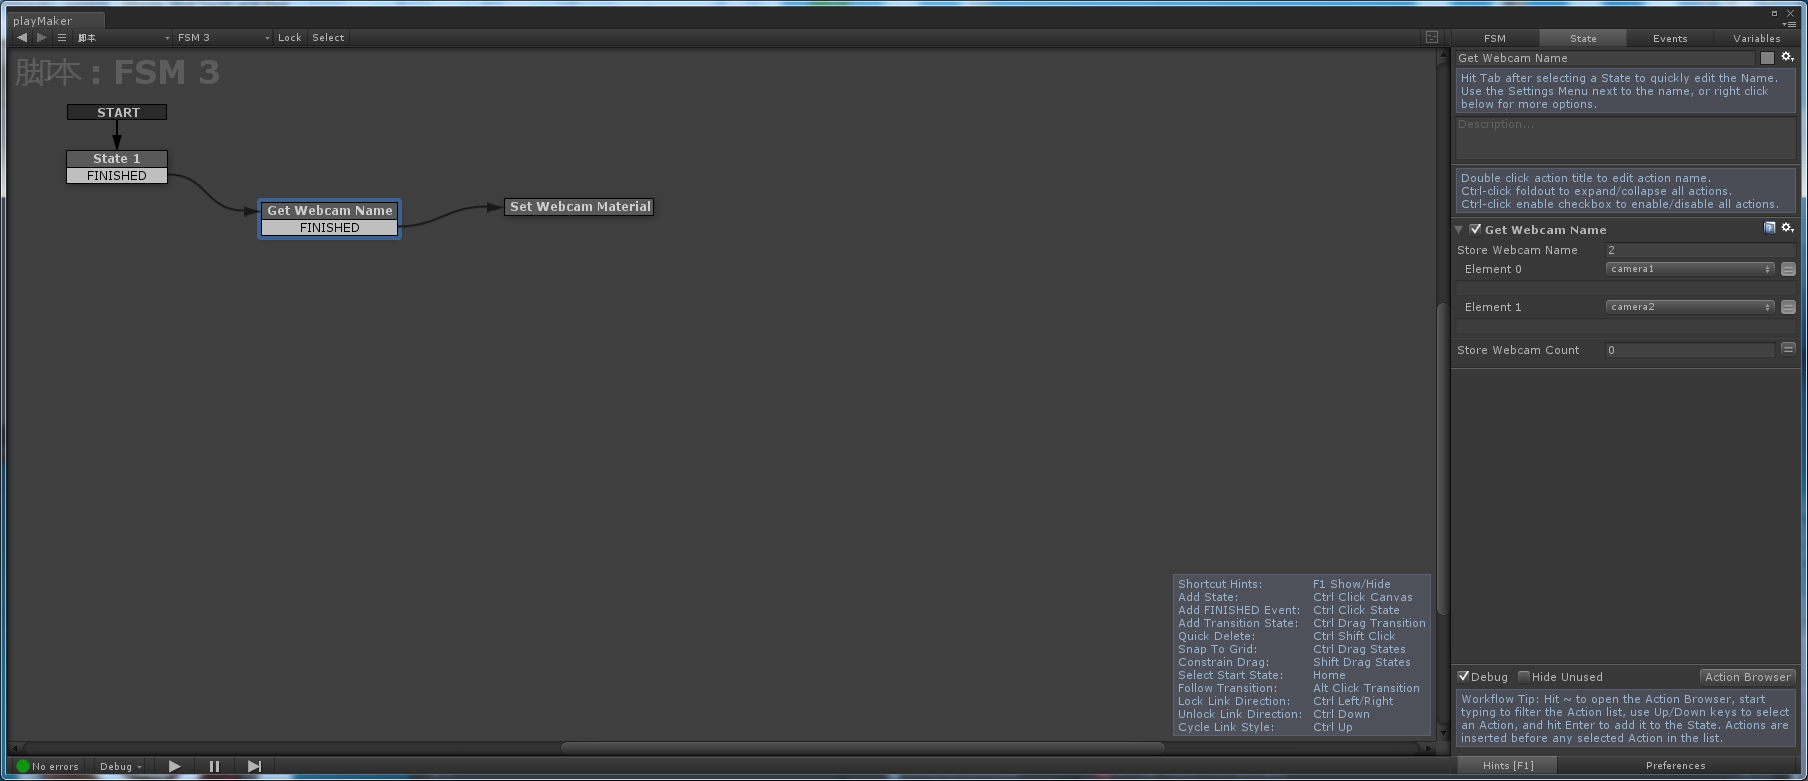 playMaker
脚本 FSM 3 Lock Select
脚本 : FSM 3
START
State 1
FINISHED
Get Webcam Name
FINISHED
Set Webcam Material
Shortcut Hints: F1 Show/Hide
Add State: Ctrl Click Canvas
Add FINISHED Event: Ctrl Click State
Add Transition State: Ctrl Drag Transition
Quick Delete: Ctrl Shift Click
Snap To Grid: Ctrl Drag States
Constrain Drag: Shift Drag States
Select Start State: Home
Follow Transition: Alt Click Transition
Lock Link Direction: Ctrl Left/Right
Unlock Link Direction: Ctrl Down
Cycle Link Style: Ctrl Up
No errors Debug
FSM State Events Variables
Get Webcam Name
Hit Tab after selecting a State to quickly edit the Name.
Use the Settings Menu next to the name, or right click
below for more options.
Description...
Double click action title to edit action name.
Ctrl-click foldout to expand/collapse all actions.
Ctrl-click enable checkbox to enable/disable all actions.
Get Webcam Name
Store Webcam Name 2
Element 0 camera1
Element 1 camera2
Store Webcam Count 0
Debug Hide Unused Action Browser
Workflow Tip: Hit ~ to open the Action Browser, start
typing to filter the Action list, use Up/Down keys to select
an Action, and hit Enter to add it to the State. Actions are
inserted before any selected Action in the list.
Hints [F1] Preferences